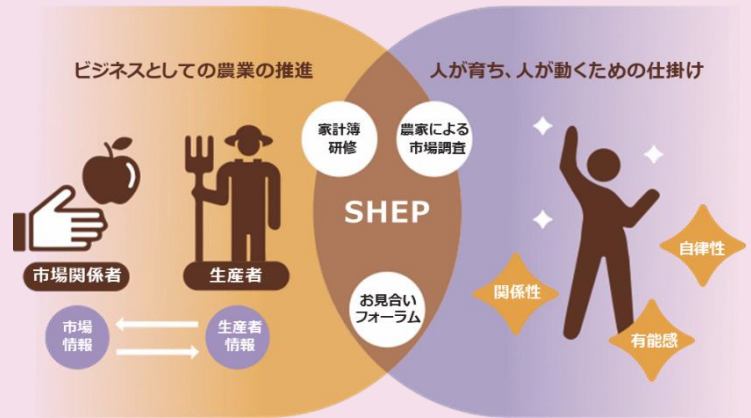 ビジネスとしての農業の推進
人が育ち、人が動くための仕掛け
家計簿
研修
農家による
市場調査
SHEP
お見合い
フォーラム
市場関係者
生産者
市場
情報
生産者
情報
自律性
関係性
有能感